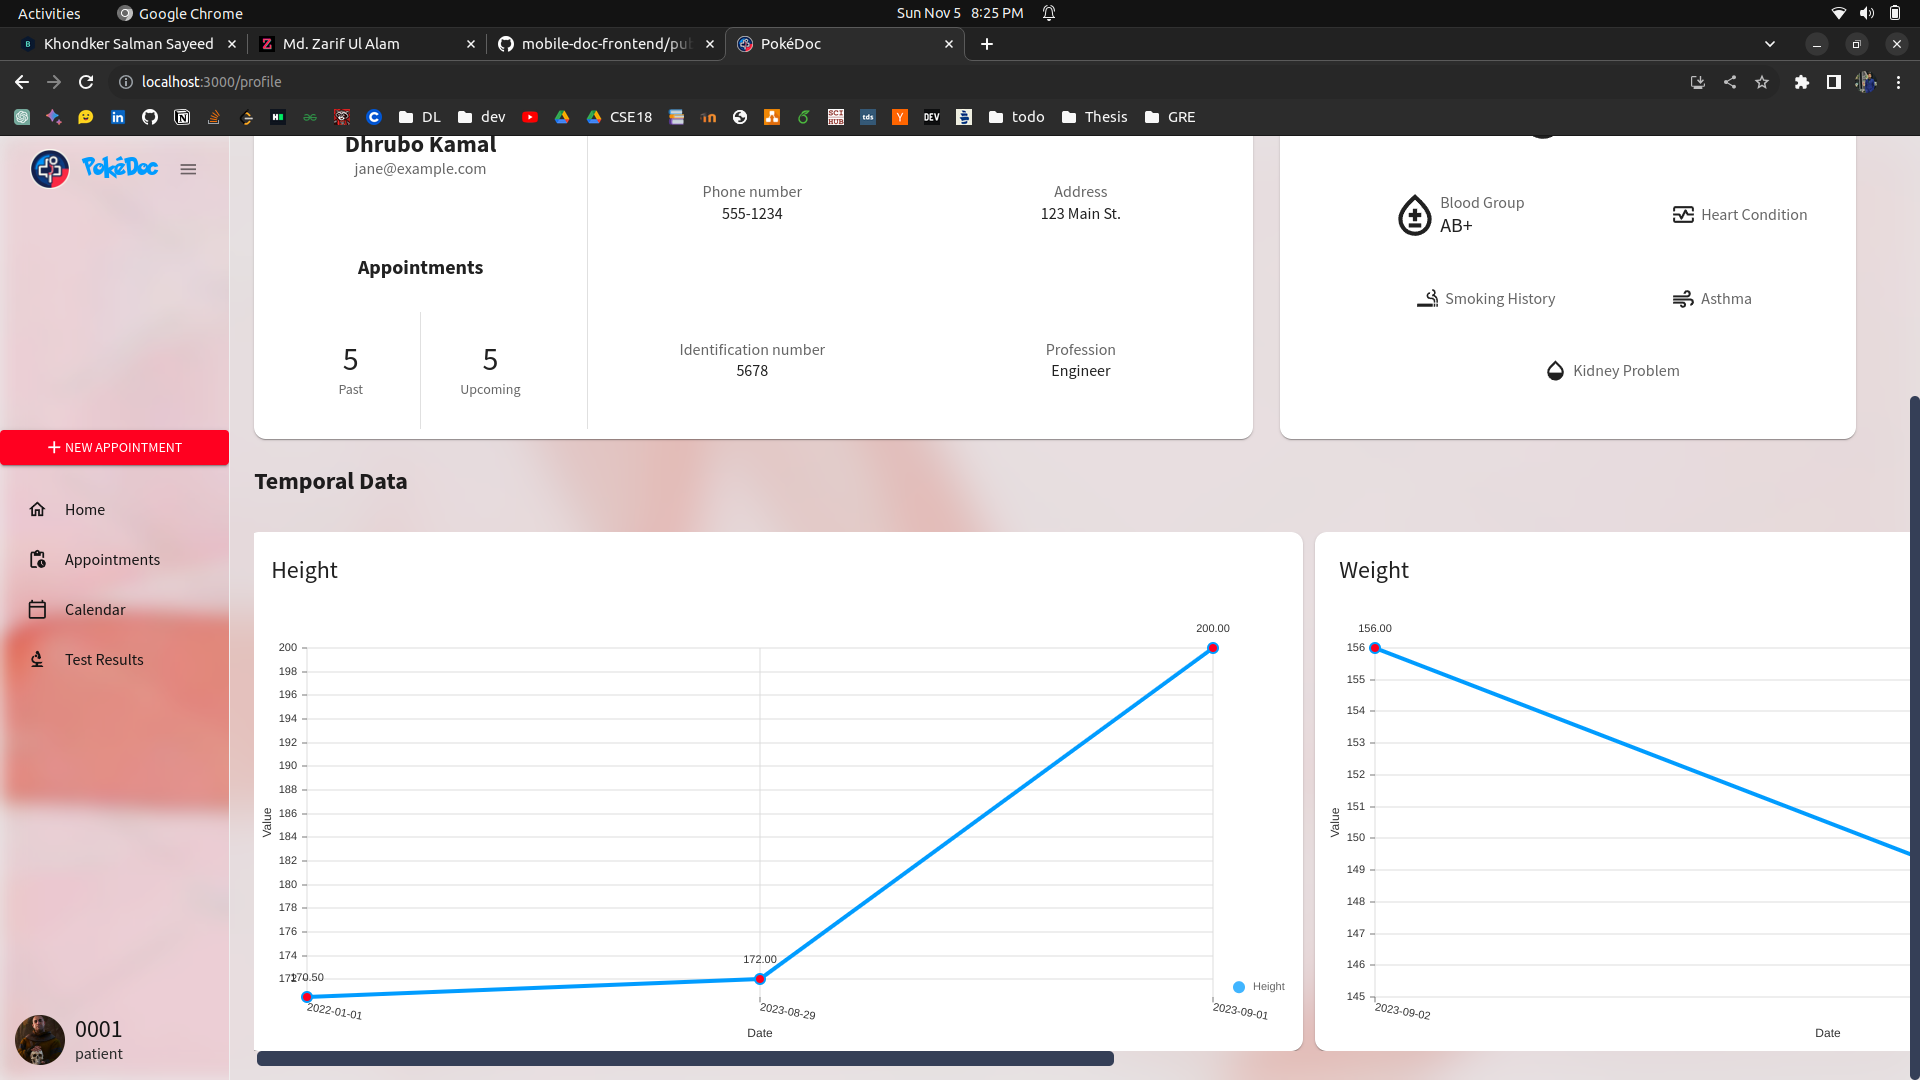 Activities
Google Chrome
Sun Nov 5 8:25 PM
Khondker Salman Sayeed
Md. Zarif Ul Alam
mobile-doc-frontend/pu
PokéDoc
localhost:3000/profile
DL
dev
CSE18
todo
Thesis
GRE
PokéDoc
NEW APPOINTMENT
Home
Appointments
Calendar
Test Results
0001
patient
Dhrubo Kamal
jane@example.com
Appointments
5
Past
5
Upcoming
Phone number
555-1234
Address
123 Main St.
Identification number
5678
Profession
Engineer
Blood Group
AB+
Heart Condition
Smoking History
Asthma
Kidney Problem
Temporal Data
Height
200.00
200
198
196
194
192
190
188
186
184
182
180
178
176
174
172
170.50
172.00
Value
2022-01-01
2023-08-29
2023-09-01
Date
Height
Weight
156.00
156
155
154
153
152
151
150
149
148
147
146
145
Value
2023-09-02
Date